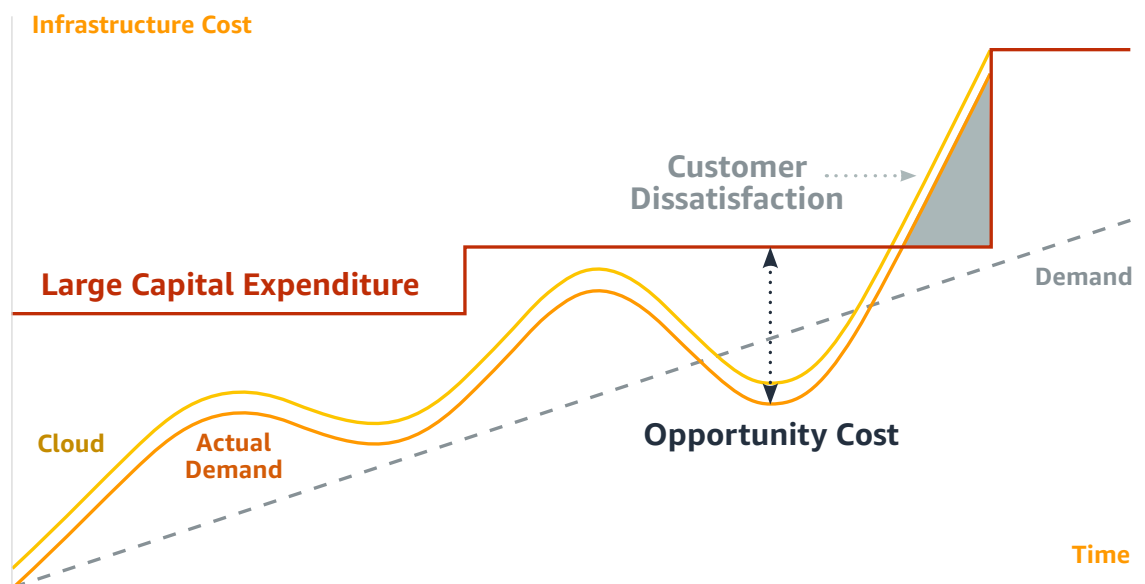 Infrastructure Cost
Customer
Dissatisfaction
Large Capital Expenditure
Demand
Cloud
Actual
Demand
Opportunity Cost
Time